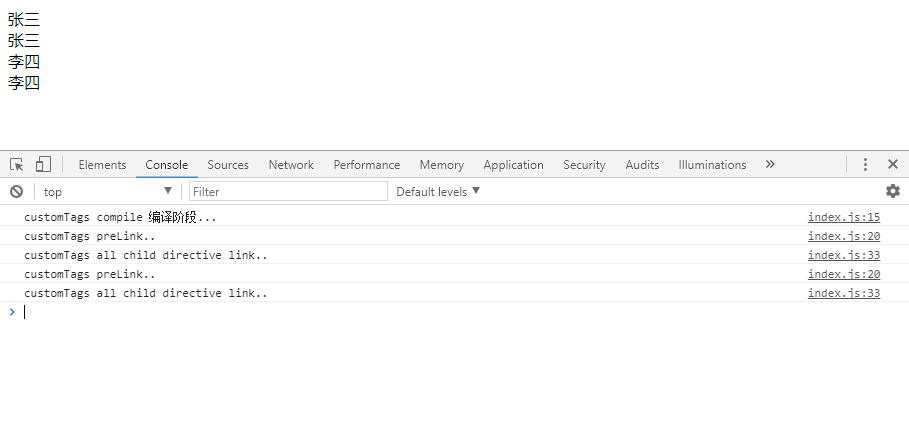 张三
张三
李四
李四
Elements Console Sources Network Performance Memory Application Security Audits Illuminations »
top ▼ Filter Default levels ▼
customTags compile 编译阶段... index.js:15
customTags preLink.. index.js:20
customTags all child directive link.. index.js:33
customTags preLink.. index.js:20
customTags all child directive link.. index.js:33
>